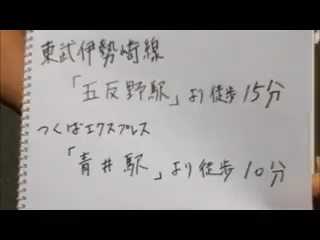 東武伊勢崎線
「五反野駅」より徒歩15分
つくばエクスプレス
「青井駅」より徒歩10分